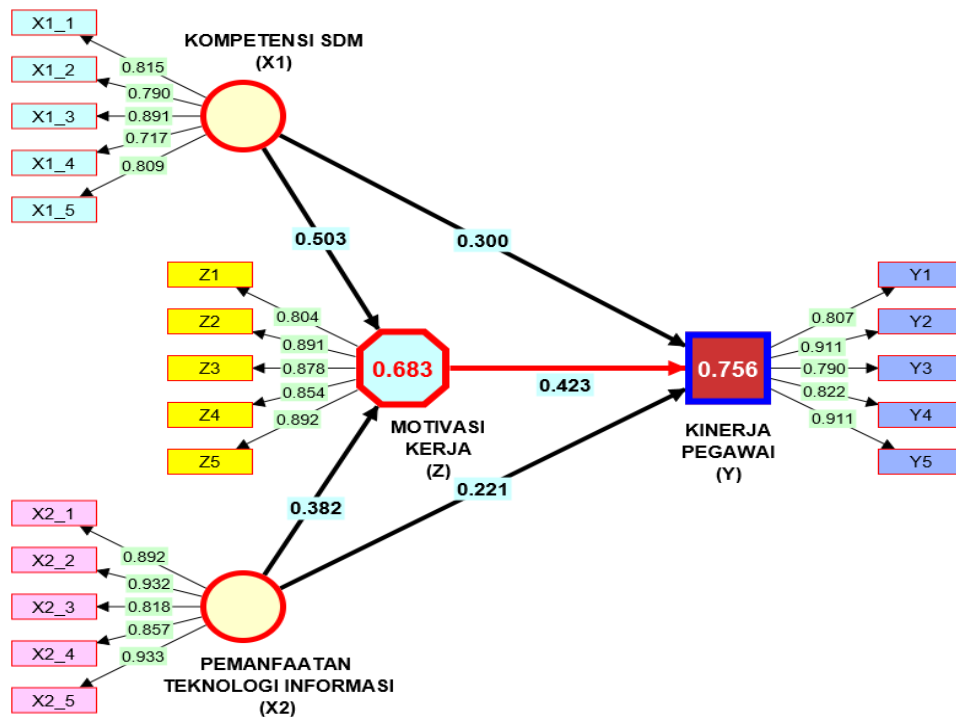 X1_1
X1_2
X1_3
X1_4
X1_5
0.815
0.790
0.891
0.717
0.809
KOMPETENSI SDM
(X1)
0.503
0.300
Z1
Z2
Z3
Z4
Z5
0.804
0.891
0.878
0.854
0.892
0.683
MOTIVASI
KERJA
(Z)
0.423
0.756
KINERJA
PEGAWAI
(Y)
0.807
0.911
0.790
0.822
0.911
Y1
Y2
Y3
Y4
Y5
0.382
0.221
X2_1
X2_2
X2_3
X2_4
X2_5
0.892
0.932
0.818
0.857
0.933
PEMANFAATAN
TEKNOLOGI INFORMASI
(X2)